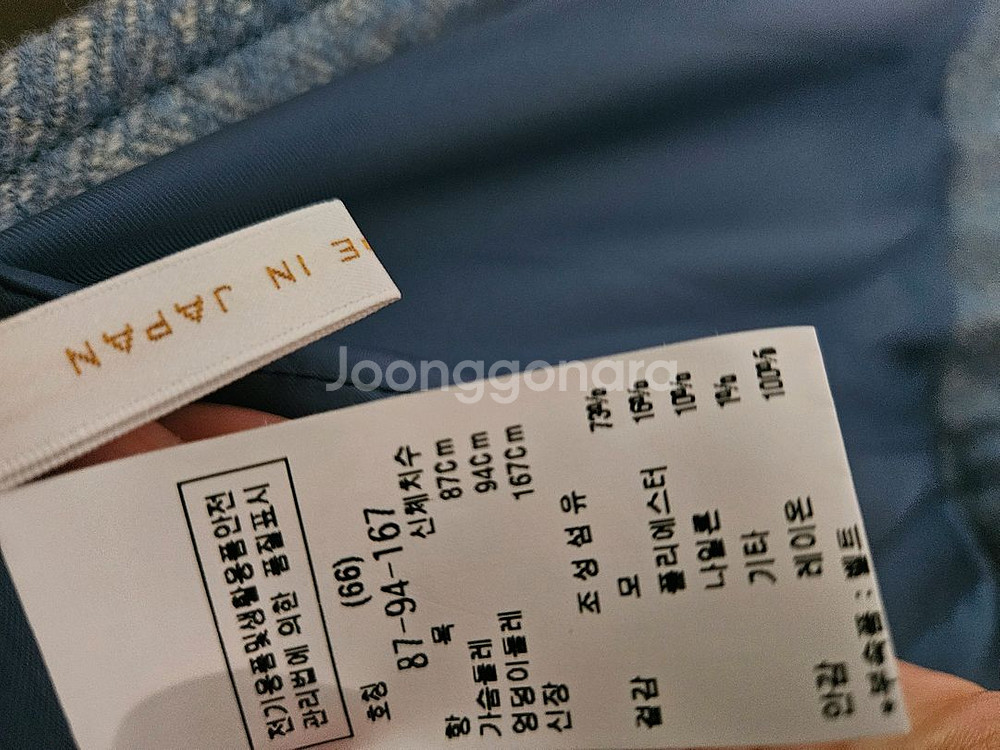 E IN JAPAN
Joonggonara
전기용품및생활용품안전
관리법에 의한 품질표시
호칭 (66)
87-94-167
항 목 신체치수
가슴둘레 87Cm
엉덩이둘레 94Cm
신장 167Cm
조 성 섬 유
겉감 모 73%
폴리에스터 16%
나일론 10%
기타 1%
안감 레이온 100%
*부속품:벨트